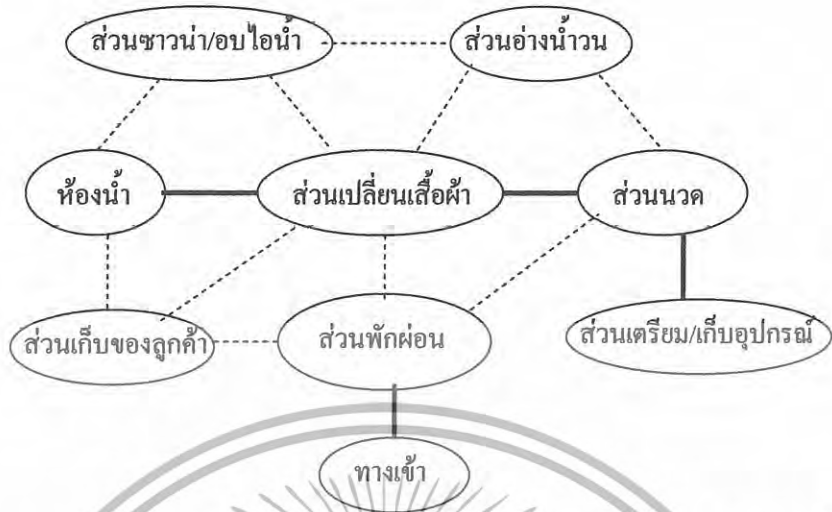 ส่วนซาวน่า/อบไอน้ำ
ส่วนอ่างน้ำวน
ห้องน้ำ
ส่วนเปลี่ยนเสื้อผ้า
ส่วนนวด
ส่วนเก็บของลูกค้า
ส่วนพักผ่อน
ส่วนเตรียม/เก็บอุปกรณ์
ทางเข้า